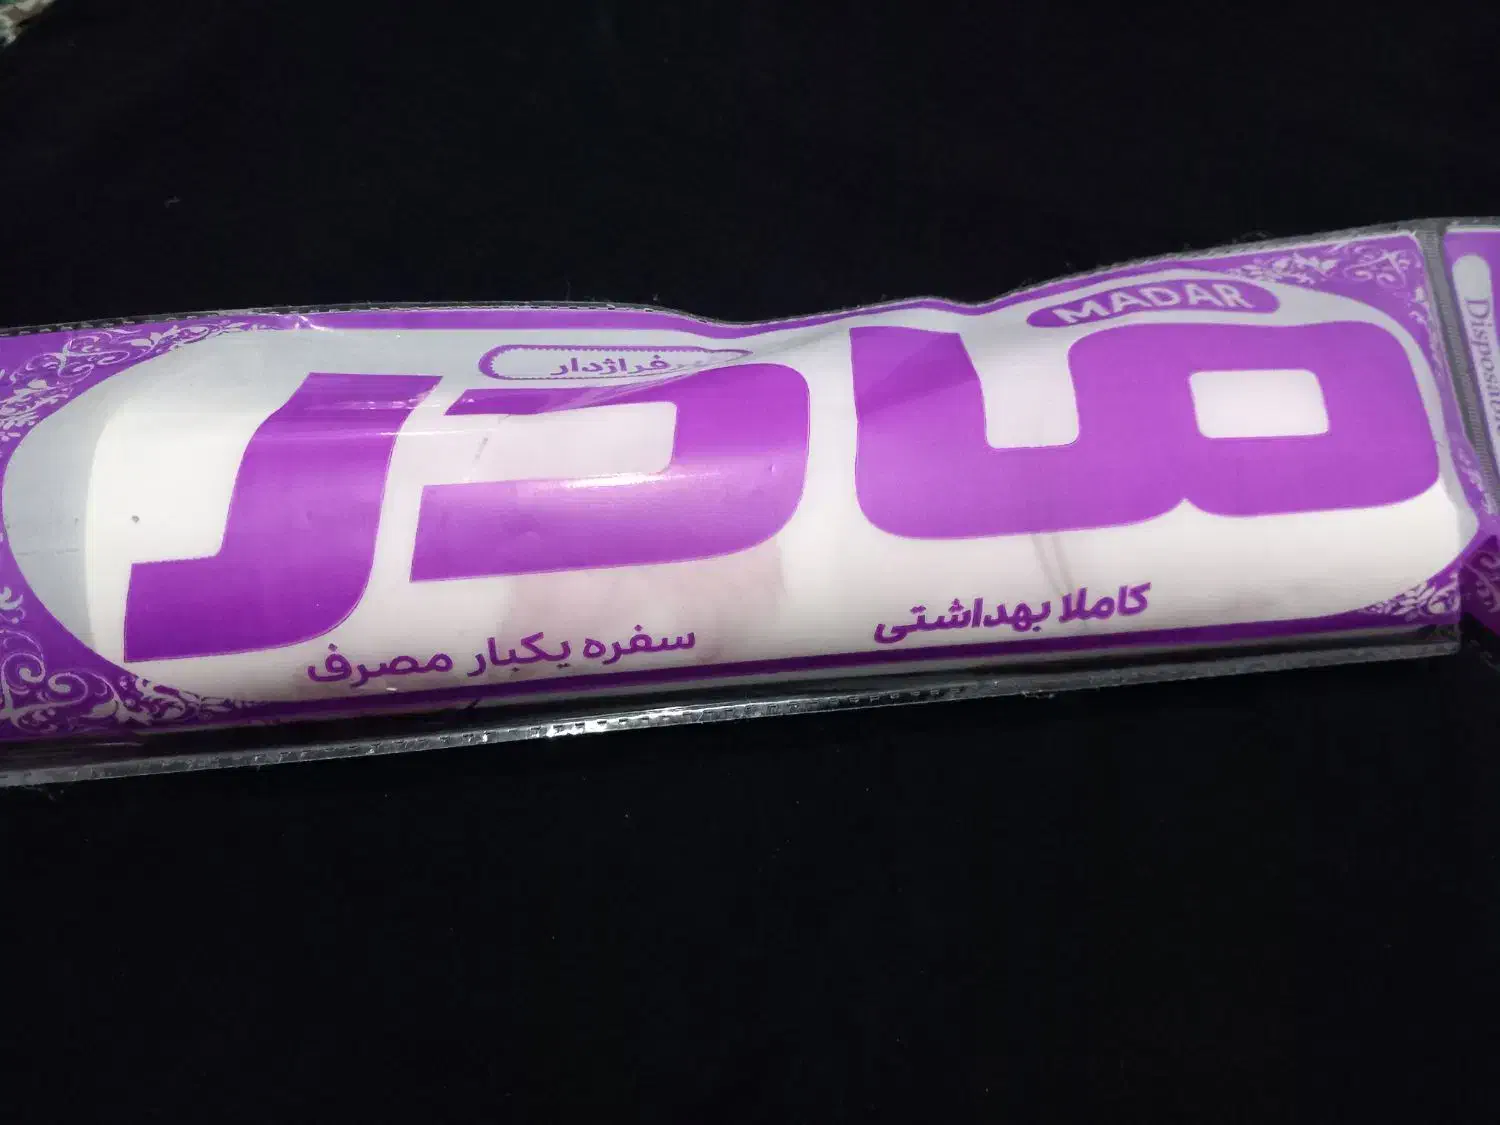 MADAR
مادر
فراژدار
کاملا بهداشتی
سفره یکبار مصرف